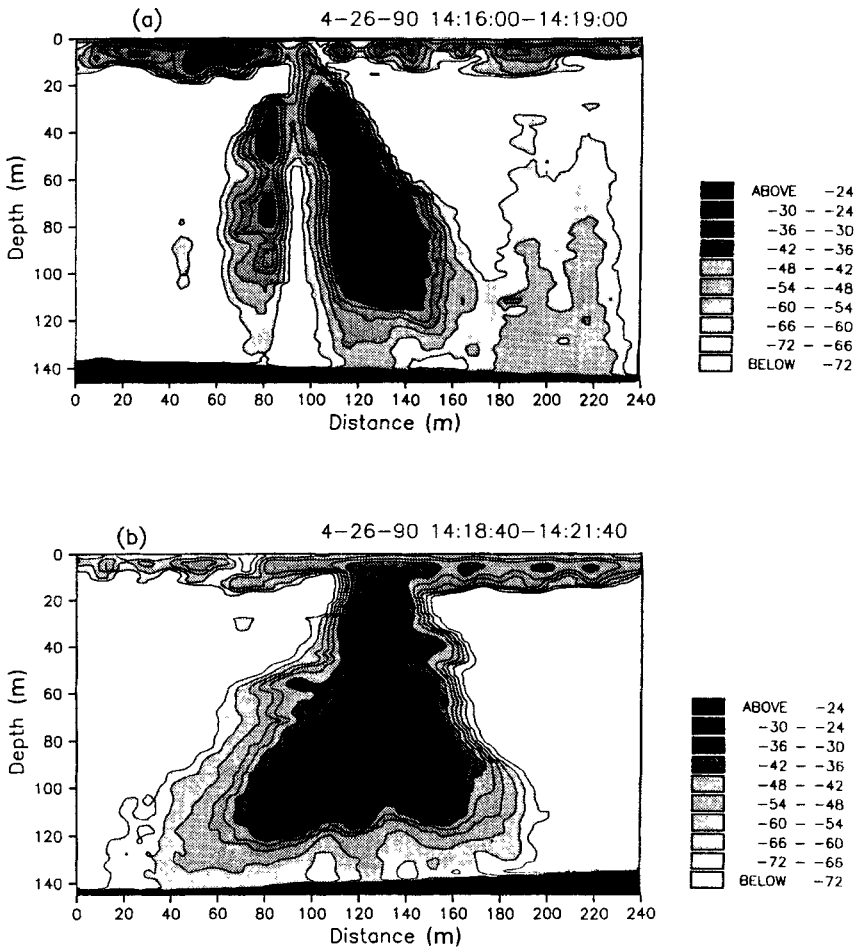 (a) 4-26-90 14:16:00-14:19:00
0
20
40
60
80
100
120
140
Depth (m)
0 20 40 60 80 100 120 140 160 180 200 220 240
Distance (m)
ABOVE -24
-30 - -24
-36 - -30
-42 - -36
-48 - -42
-54 - -48
-60 - -54
-66 - -60
-72 - -66
BELOW -72
(b) 4-26-90 14:18:40-14:21:40
0
20
40
60
80
100
120
140
Depth (m)
0 20 40 60 80 100 120 140 160 180 200 220 240
Distance (m)
ABOVE -24
-30 - -24
-36 - -30
-42 - -36
-48 - -42
-54 - -48
-60 - -54
-66 - -60
-72 - -66
BELOW -72